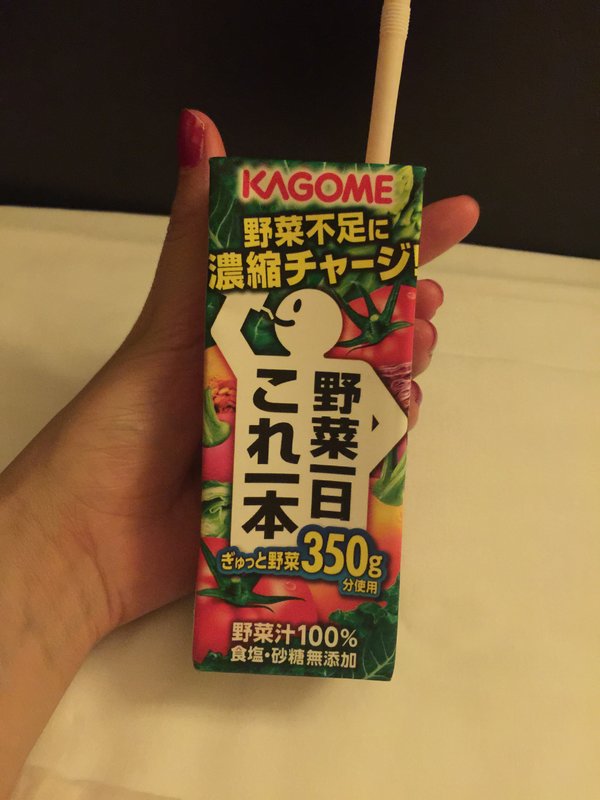 KAGOME
野菜不足に
濃縮チャージ!
野菜一日
これ一本
ぎゅっと野菜350g
分使用
野菜汁100%
食塩・砂糖無添加